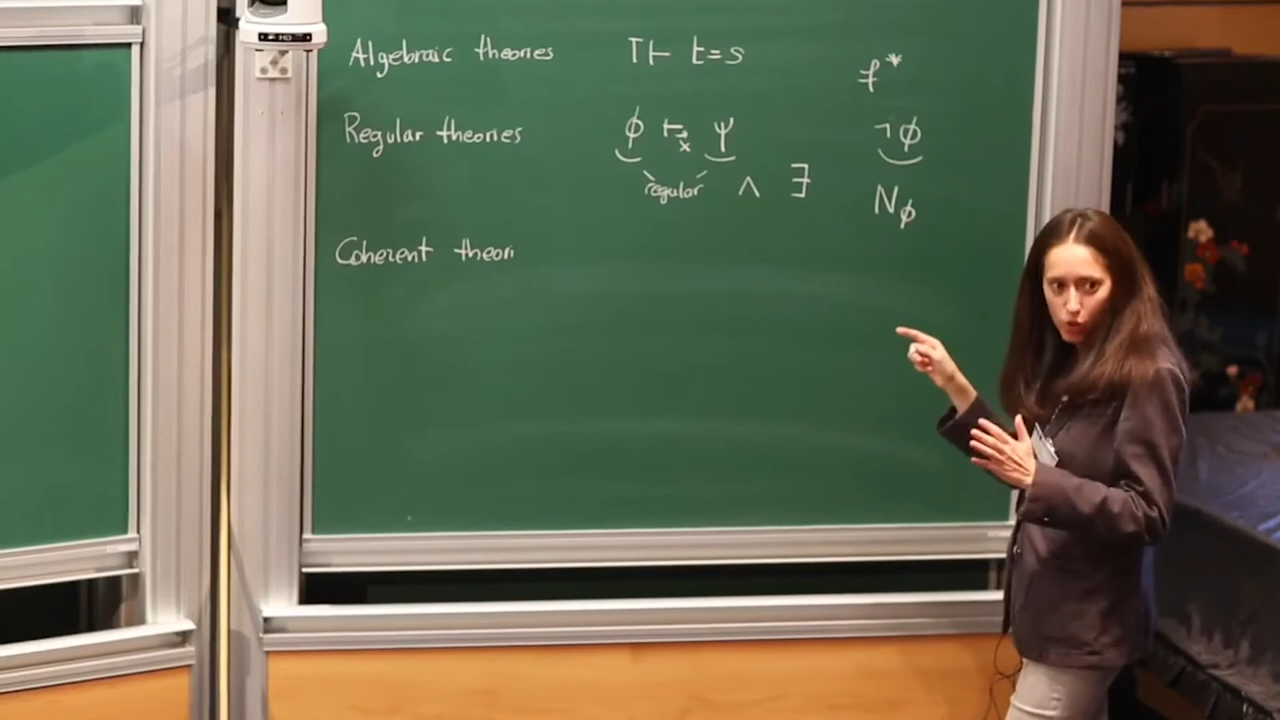 Algebraic theories T ⊢ t=s f*
Regular theories ϕ ⊢x⃗ ψ ¬ϕ
regular ∧ ∃ Nϕ
Coherent theori